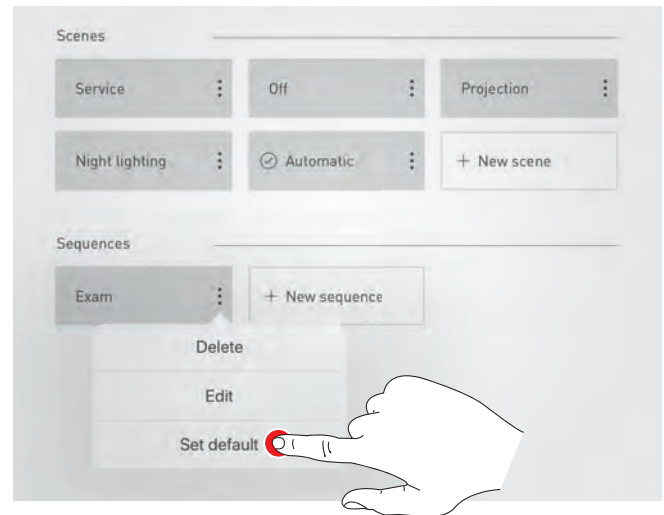 Scenes
Service
Off
Projection
Night lighting
Automatic
+ New scene
Sequences
Exam
+ New sequence
Delete
Edit
Set default